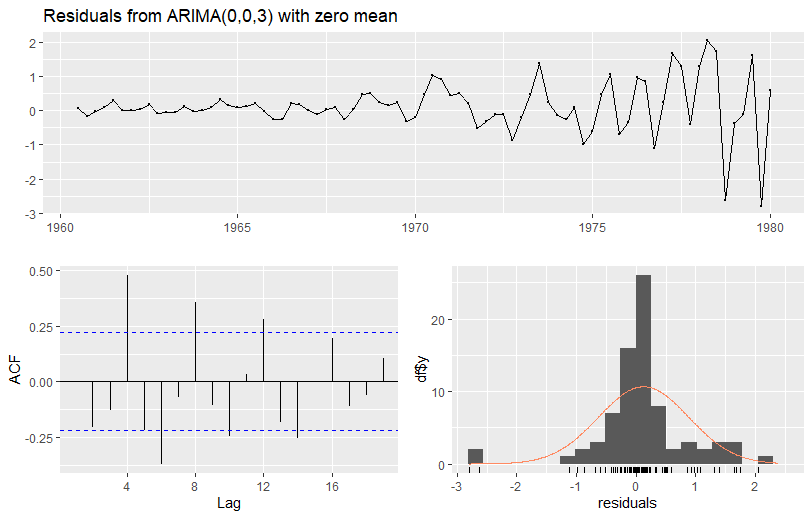 Residuals from ARIMA(0,0,3) with zero mean
2
1
0
-1
-2
-3
1960 1965 1970 1975 1980
0.50
0.25
0.00
-0.25
ACF
4 8 12 16
Lag
20
10
0
df$y
-3 -2 -1 0 1 2
residuals